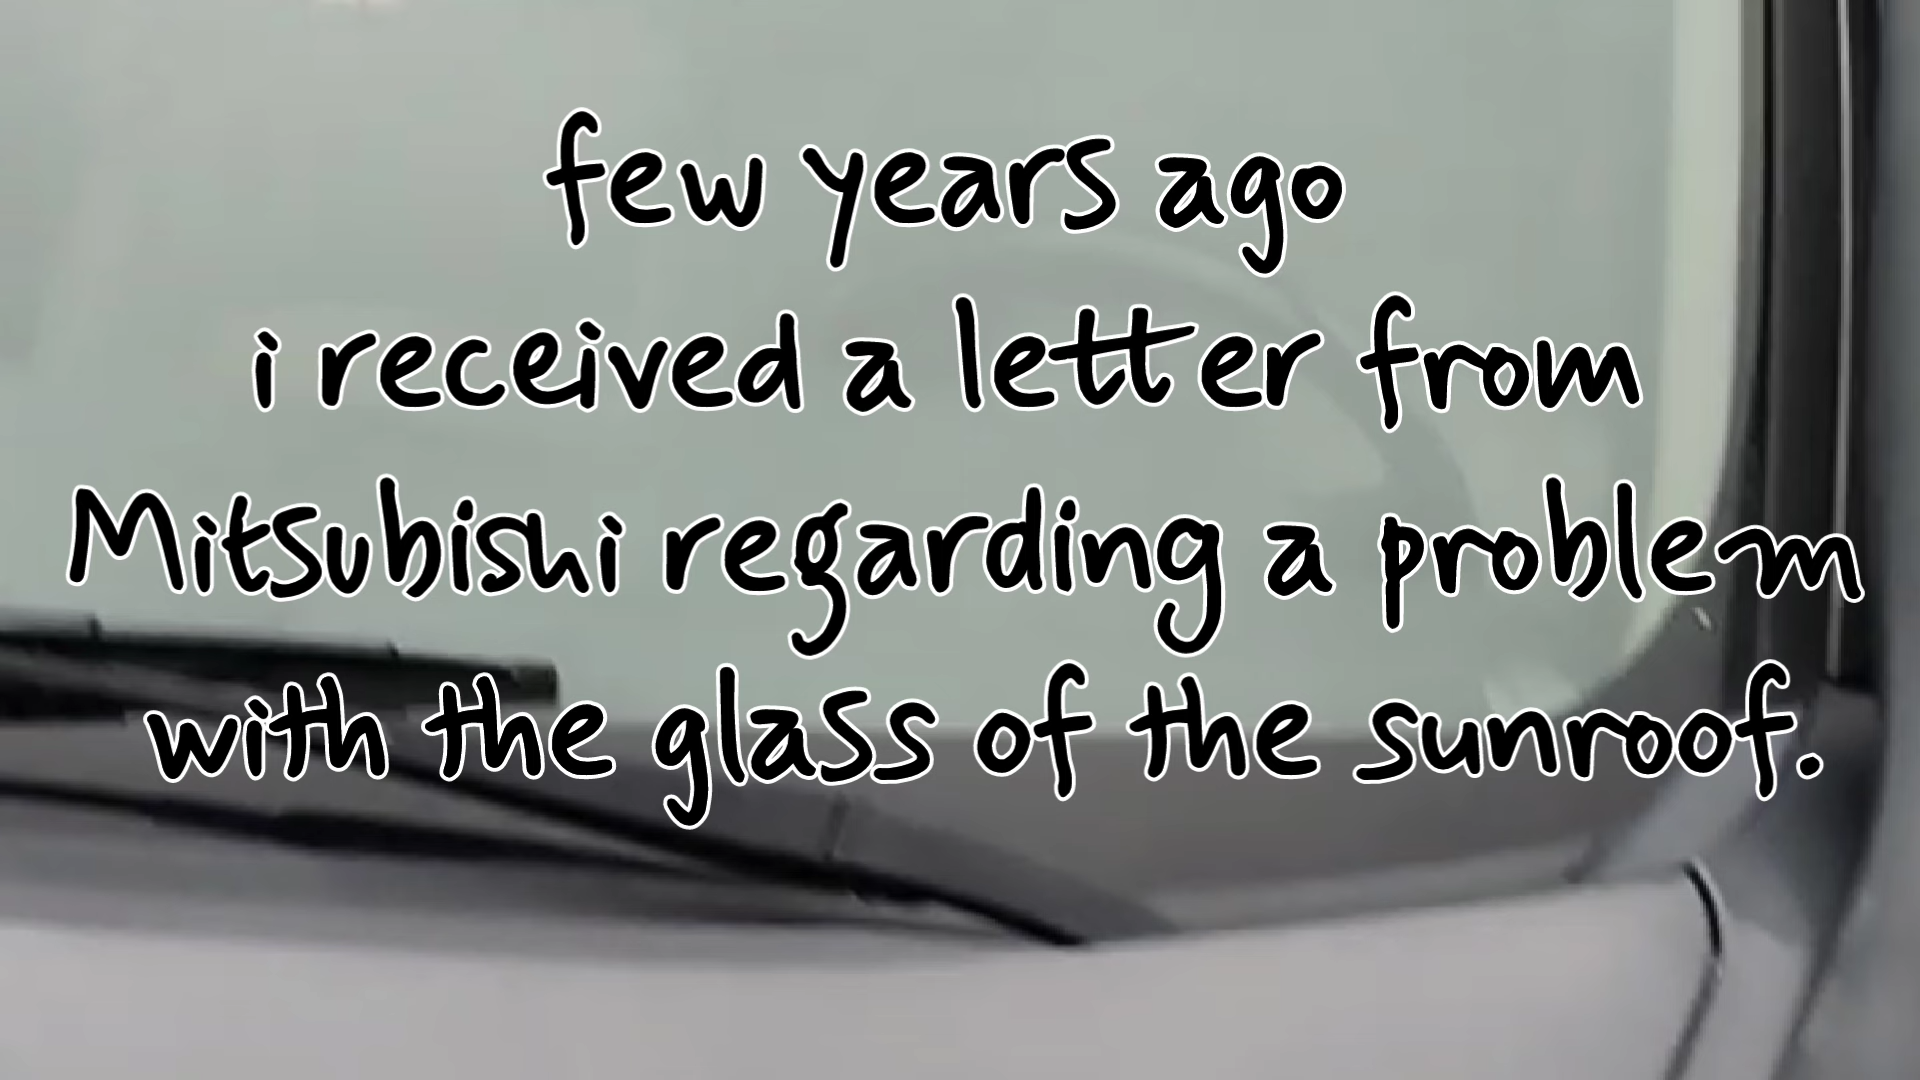 few years ago
i received a letter from
Mitsubishi regarding a problem
with the glass of the sunroof.